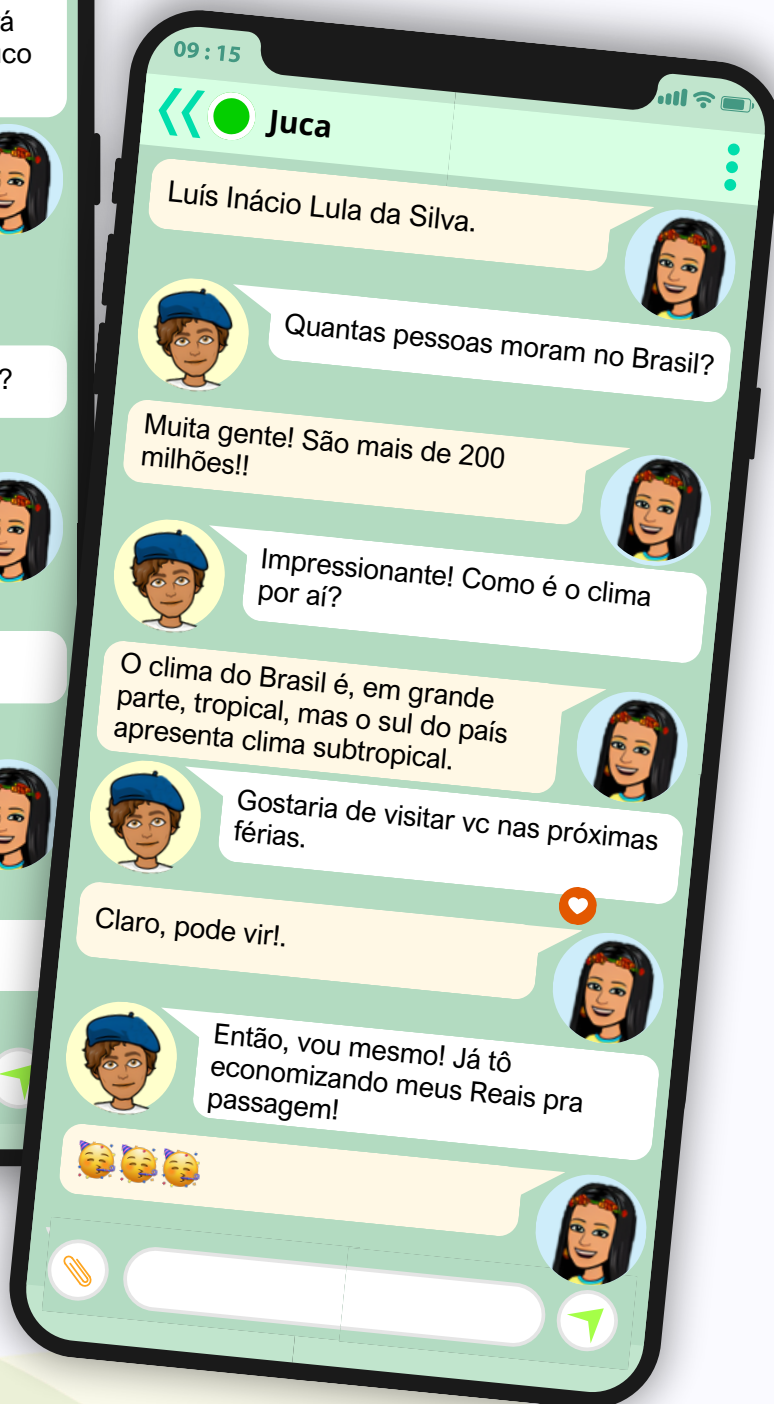 á
co
?
09:15
Juca
Luís Inácio Lula da Silva.
Quantas pessoas moram no Brasil?
Muita gente! São mais de 200
milhões!!
Impressionante! Como é o clima
por aí?
O clima do Brasil é, em grande
parte, tropical, mas o sul do país
apresenta clima subtropical.
Gostaria de visitar vc nas próximas
férias.
Claro, pode vir!.
Então, vou mesmo! Já tô
economizando meus Reais pra
passagem!
🥳🥳🥳